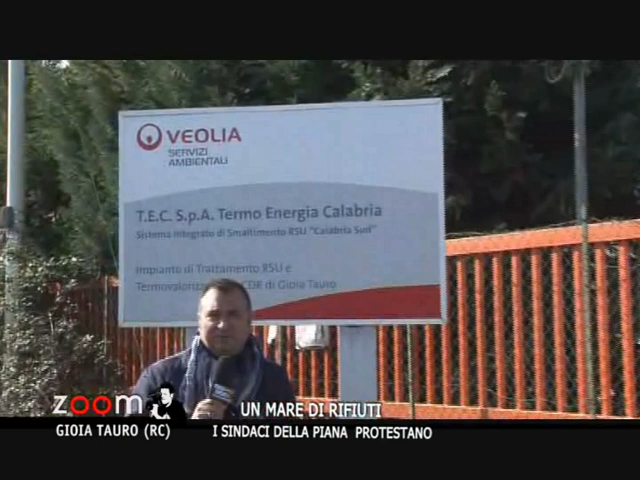 VEOLIA
SERVIZI
AMBIENTALI
T.E.C. S.p.A. Termo Energia Calabria
Sistema Integrato di Smaltimento RSU "Calabria Sud"
Impianto di Trattamento RSU e
CDR di Gioia Tauro
zoom
UN MARE DI RIFIUTI
GIOIA TAURO (RC)
I SINDACI DELLA PIANA PROTESTANO